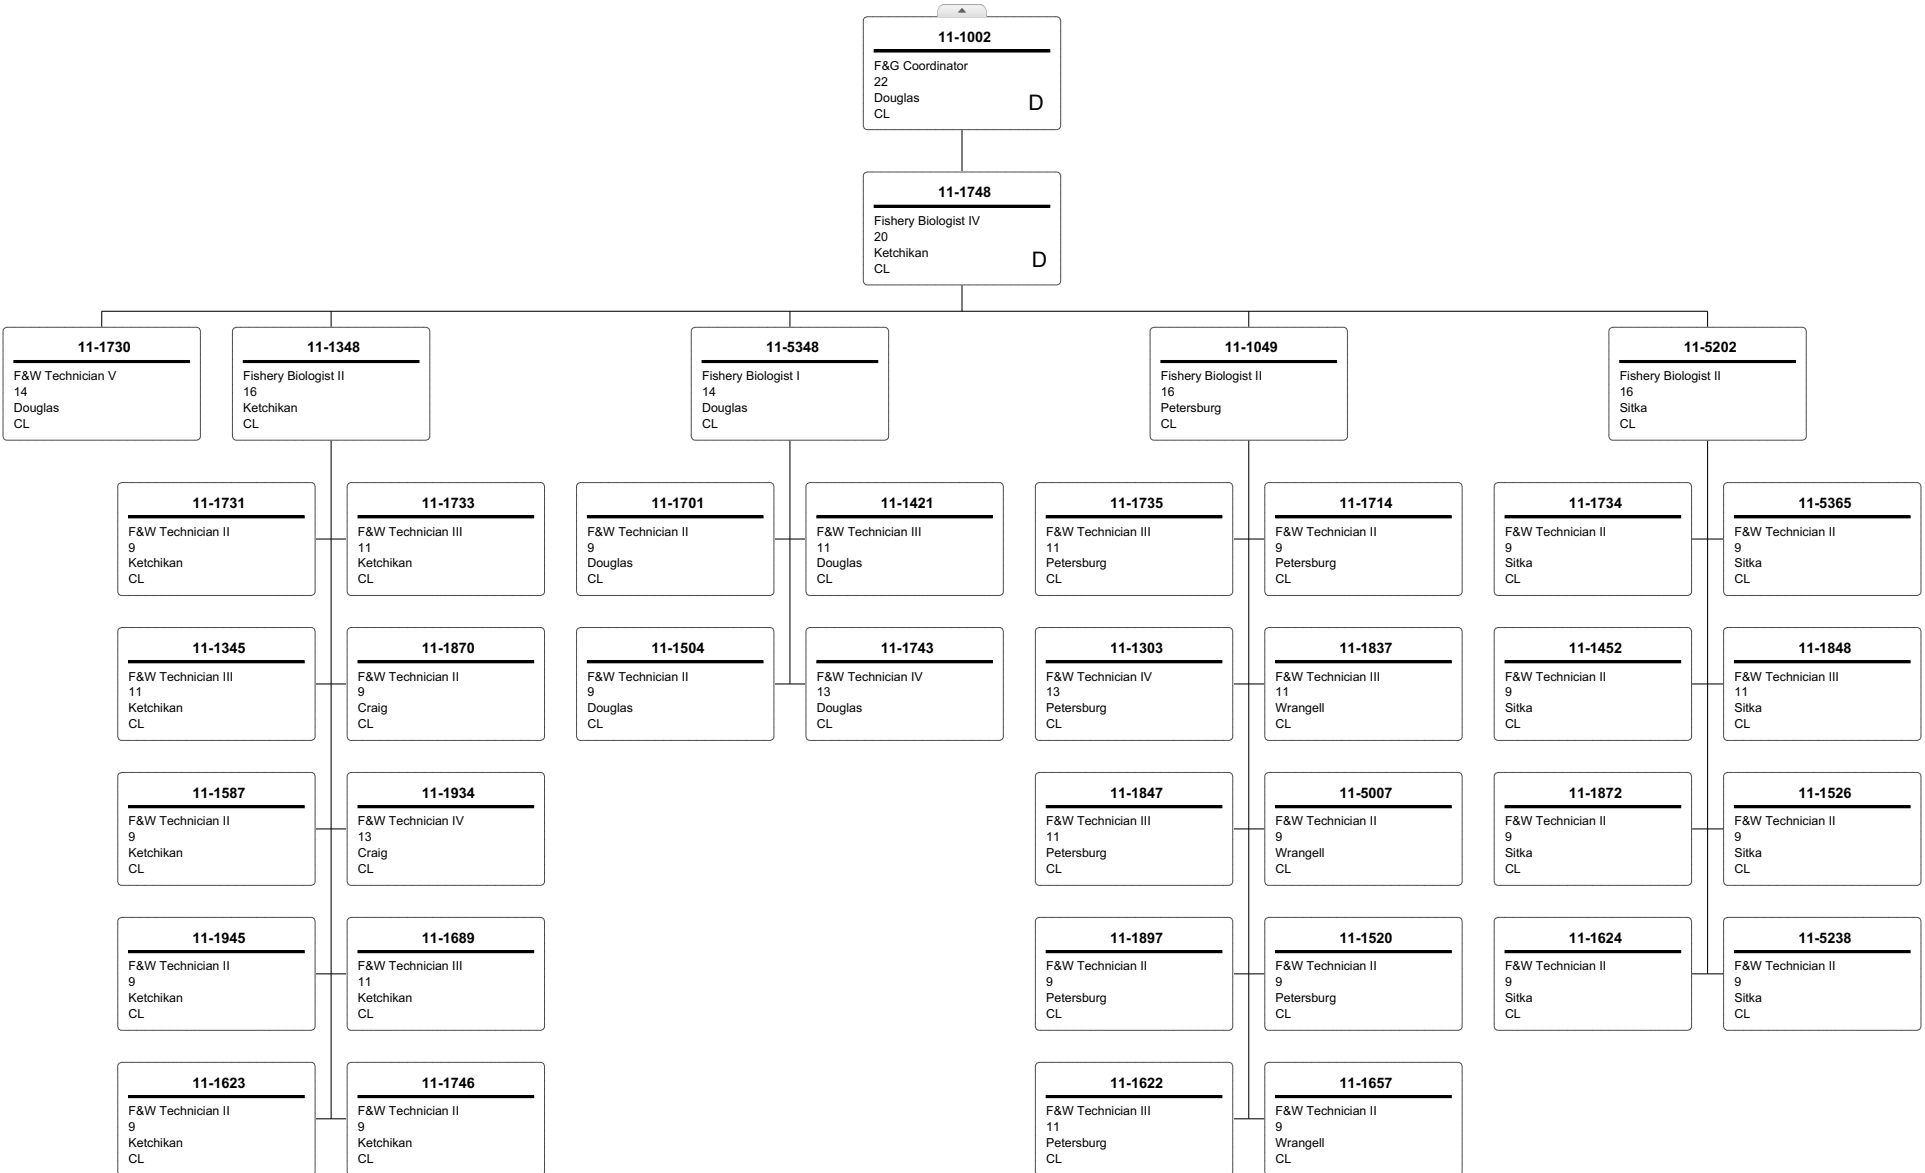 11-1002
F&G Coordinator
22
Douglas
CL
D
11-1748
Fishery Biologist IV
20
Ketchikan
CL
D
11-1730
F&W Technician V
14
Douglas
CL
11-1348
Fishery Biologist II
16
Ketchikan
CL
11-5348
Fishery Biologist I
14
Douglas
CL
11-1049
Fishery Biologist II
16
Petersburg
CL
11-5202
Fishery Biologist II
16
Sitka
CL
11-1731
F&W Technician II
9
Ketchikan
CL
11-1733
F&W Technician III
11
Ketchikan
CL
11-1701
F&W Technician II
9
Douglas
CL
11-1421
F&W Technician III
11
Douglas
CL
11-1735
F&W Technician III
11
Petersburg
CL
11-1714
F&W Technician II
9
Petersburg
CL
11-1734
F&W Technician II
9
Sitka
CL
11-5365
F&W Technician II
9
Sitka
CL
11-1345
F&W Technician III
11
Ketchikan
CL
11-1870
F&W Technician II
9
Craig
CL
11-1504
F&W Technician II
9
Douglas
CL
11-1743
F&W Technician IV
13
Douglas
CL
11-1303
F&W Technician IV
13
Petersburg
CL
11-1837
F&W Technician III
11
Wrangell
CL
11-1452
F&W Technician II
9
Sitka
CL
11-1848
F&W Technician III
11
Sitka
CL
11-1587
F&W Technician II
9
Ketchikan
CL
11-1934
F&W Technician IV
13
Craig
CL
11-1847
F&W Technician III
11
Petersburg
CL
11-5007
F&W Technician II
9
Wrangell
CL
11-1872
F&W Technician II
9
Sitka
CL
11-1526
F&W Technician II
9
Sitka
CL
11-1945
F&W Technician II
9
Ketchikan
CL
11-1689
F&W Technician III
11
Ketchikan
CL
11-1897
F&W Technician II
9
Petersburg
CL
11-1520
F&W Technician II
9
Petersburg
CL
11-1624
F&W Technician II
9
Sitka
CL
11-5238
F&W Technician II
9
Sitka
CL
11-1623
F&W Technician II
9
Ketchikan
CL
11-1746
F&W Technician II
9
Ketchikan
CL
11-1622
F&W Technician III
11
Petersburg
CL
11-1657
F&W Technician II
9
Wrangell
CL